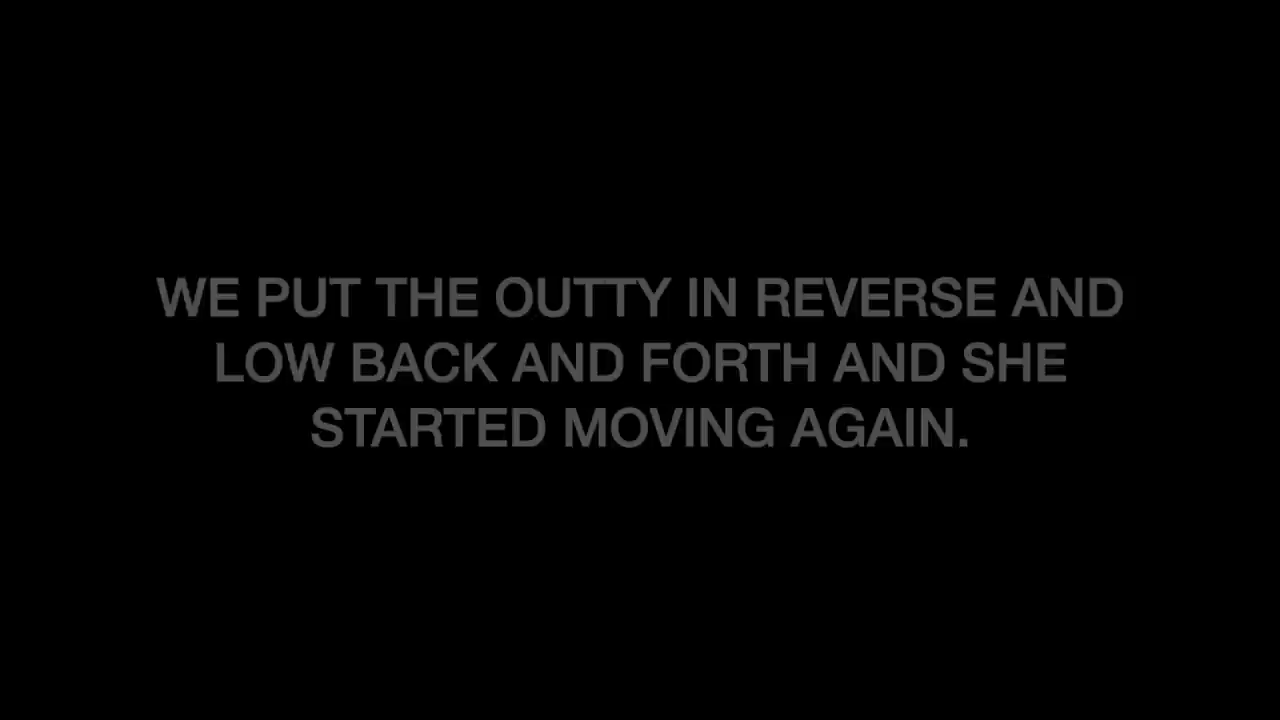 WE PUT THE OUTTY IN REVERSE AND
LOW BACK AND FORTH AND SHE
STARTED MOVING AGAIN.